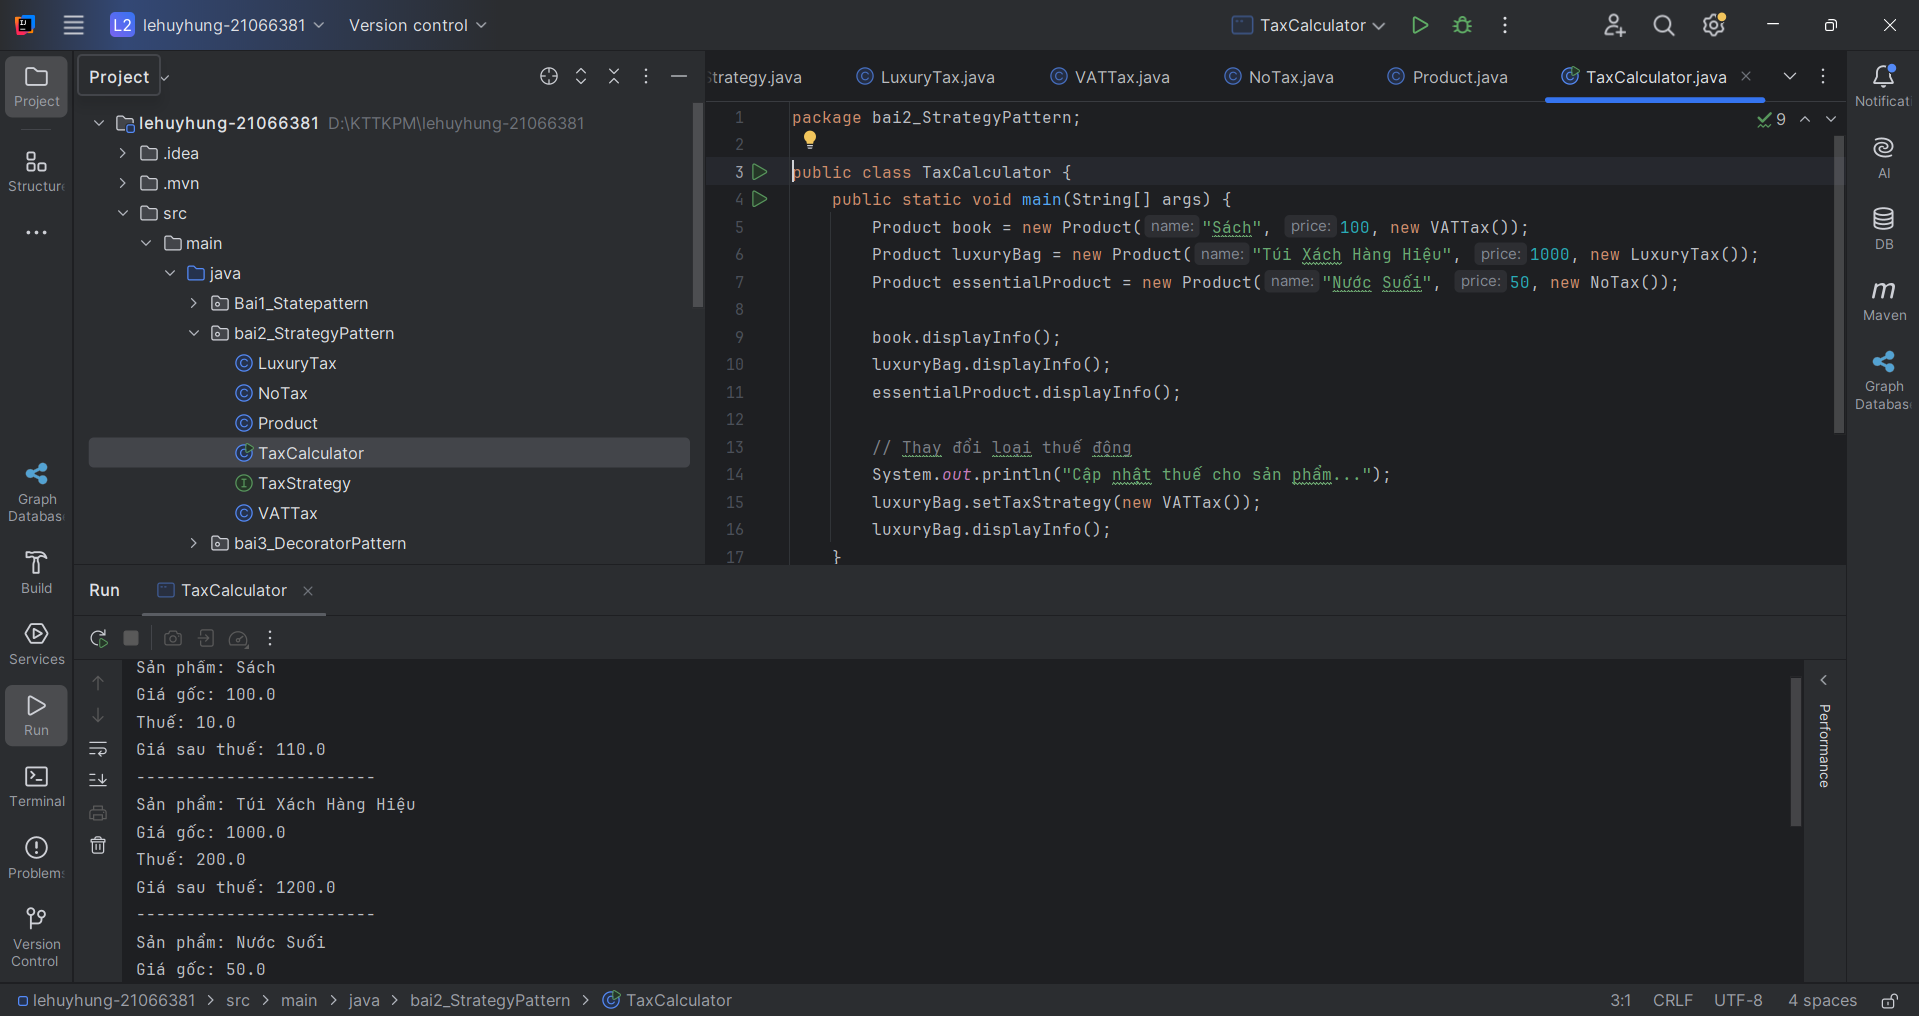 L2 lehuyhung-21066381 Version control TaxCalculator
Project
Structure
Graph
Databas
Build
Services
Run
Terminal
Problems
Version
Control
Project
lehuyhung-21066381 D:\KTTKPM\lehuyhung-21066381
.idea
.mvn
src
main
java
Bai1_Statepattern
bai2_StrategyPattern
LuxuryTax
NoTax
Product
TaxCalculator
TaxStrategy
VATTax
bai3_DecoratorPattern
trategy.java LuxuryTax.java VATTax.java NoTax.java Product.java TaxCalculator.java
9
1 package bai2_StrategyPattern;
2
3 public class TaxCalculator {
4 public static void main(String[] args) {
5 Product book = new Product( name: "Sách", price: 100, new VATTax());
6 Product luxuryBag = new Product( name: "Túi Xách Hàng Hiệu", price: 1000, new LuxuryTax());
7 Product essentialProduct = new Product( name: "Nước Suối", price: 50, new NoTax());
8
9 book.displayInfo();
10 luxuryBag.displayInfo();
11 essentialProduct.displayInfo();
12
13 // Thay đổi loại thuế động
14 System.out.println("Cập nhật thuế cho sản phẩm...");
15 luxuryBag.setTaxStrategy(new VATTax());
16 luxuryBag.displayInfo();
17 }
Notificat
AI
DB
m
Maven
Graph
Databas
Run TaxCalculator
Sản phẩm: Sách
Giá gốc: 100.0
Thuế: 10.0
Giá sau thuế: 110.0
------------------------
Sản phẩm: Túi Xách Hàng Hiệu
Giá gốc: 1000.0
Thuế: 200.0
Giá sau thuế: 1200.0
------------------------
Sản phẩm: Nước Suối
Giá gốc: 50.0
Performance
lehuyhung-21066381 > src > main > java > bai2_StrategyPattern > TaxCalculator
3:1 CRLF UTF-8 4 spaces